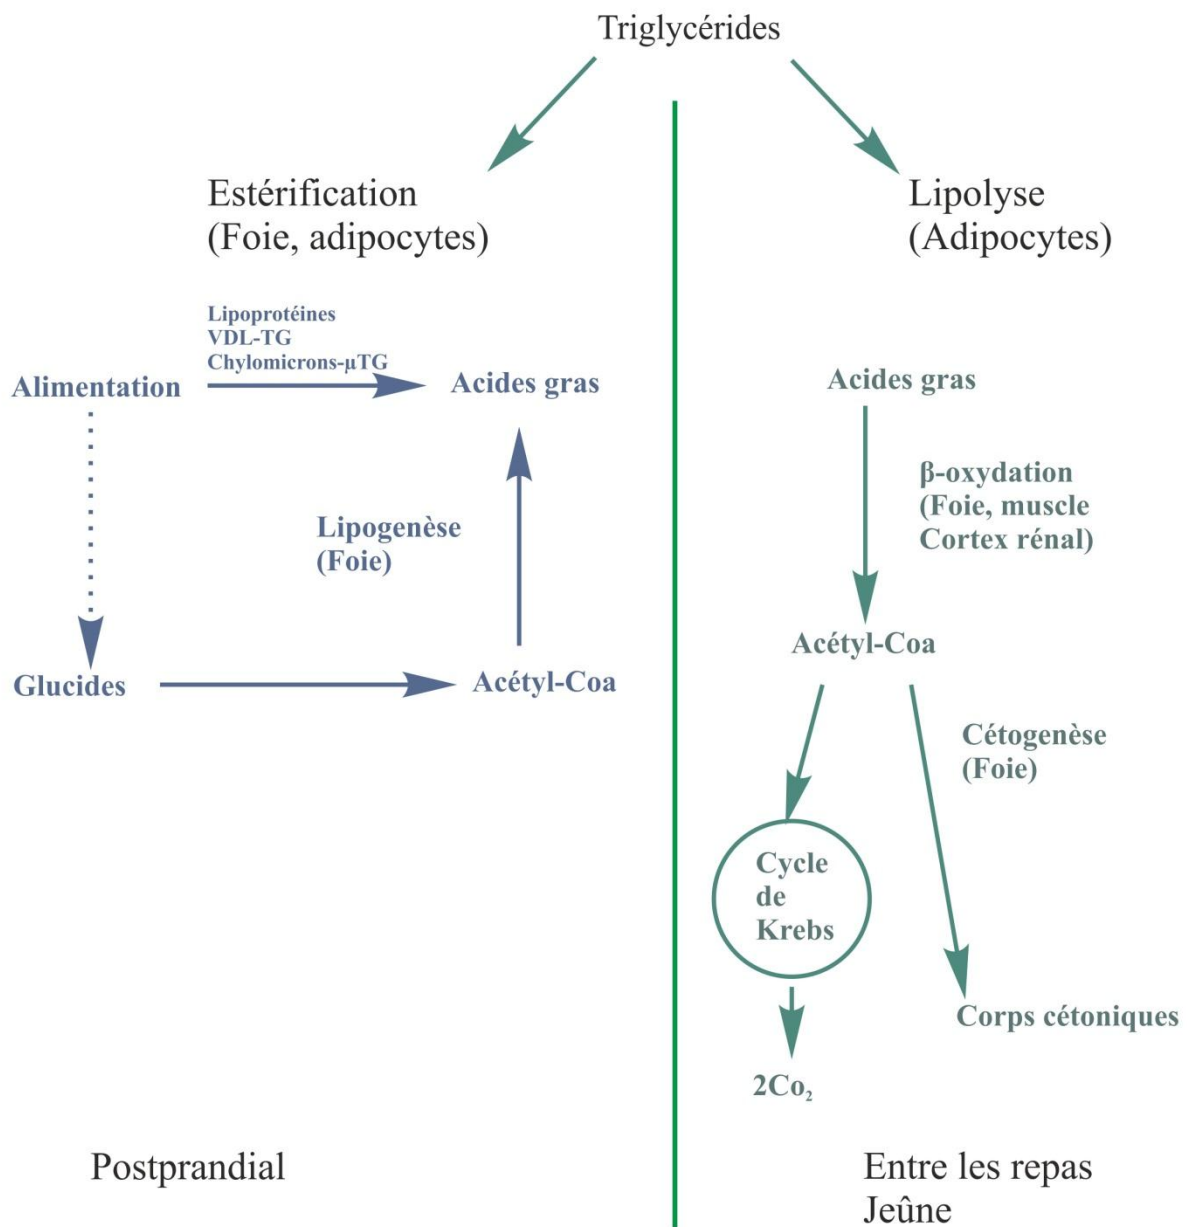 Triglycérides
Estérification
(Foie, adipocytes)
Lipoprotéines
VDL-TG
Chylomicrons-µTG
Alimentation
Acides gras
Lipogenèse
(Foie)
Glucides
Acétyl-Coa
Postprandial
Lipolyse
(Adipocytes)
Acides gras
β-oxydation
(Foie, muscle
Cortex rénal)
Acétyl-Coa
Cétogenèse
(Foie)
Cycle
de
Krebs
Corps cétoniques
2Co₂
Entre les repas
Jeûne